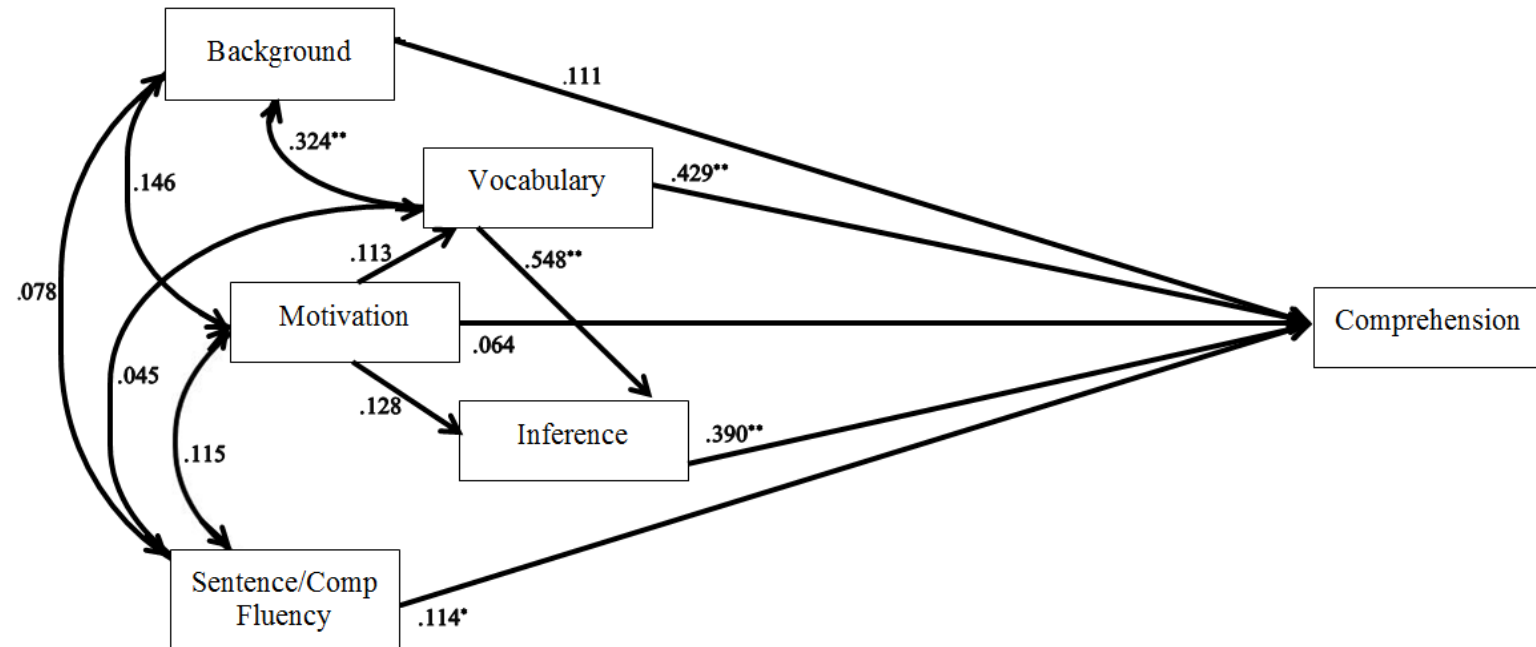 Background
.111
.324**
.429**
.146
Vocabulary
.113
.548**
.078
Motivation
Comprehension
.064
.045
.128
.115
Inference
.390**
Sentence/Comp
Fluency
.114*